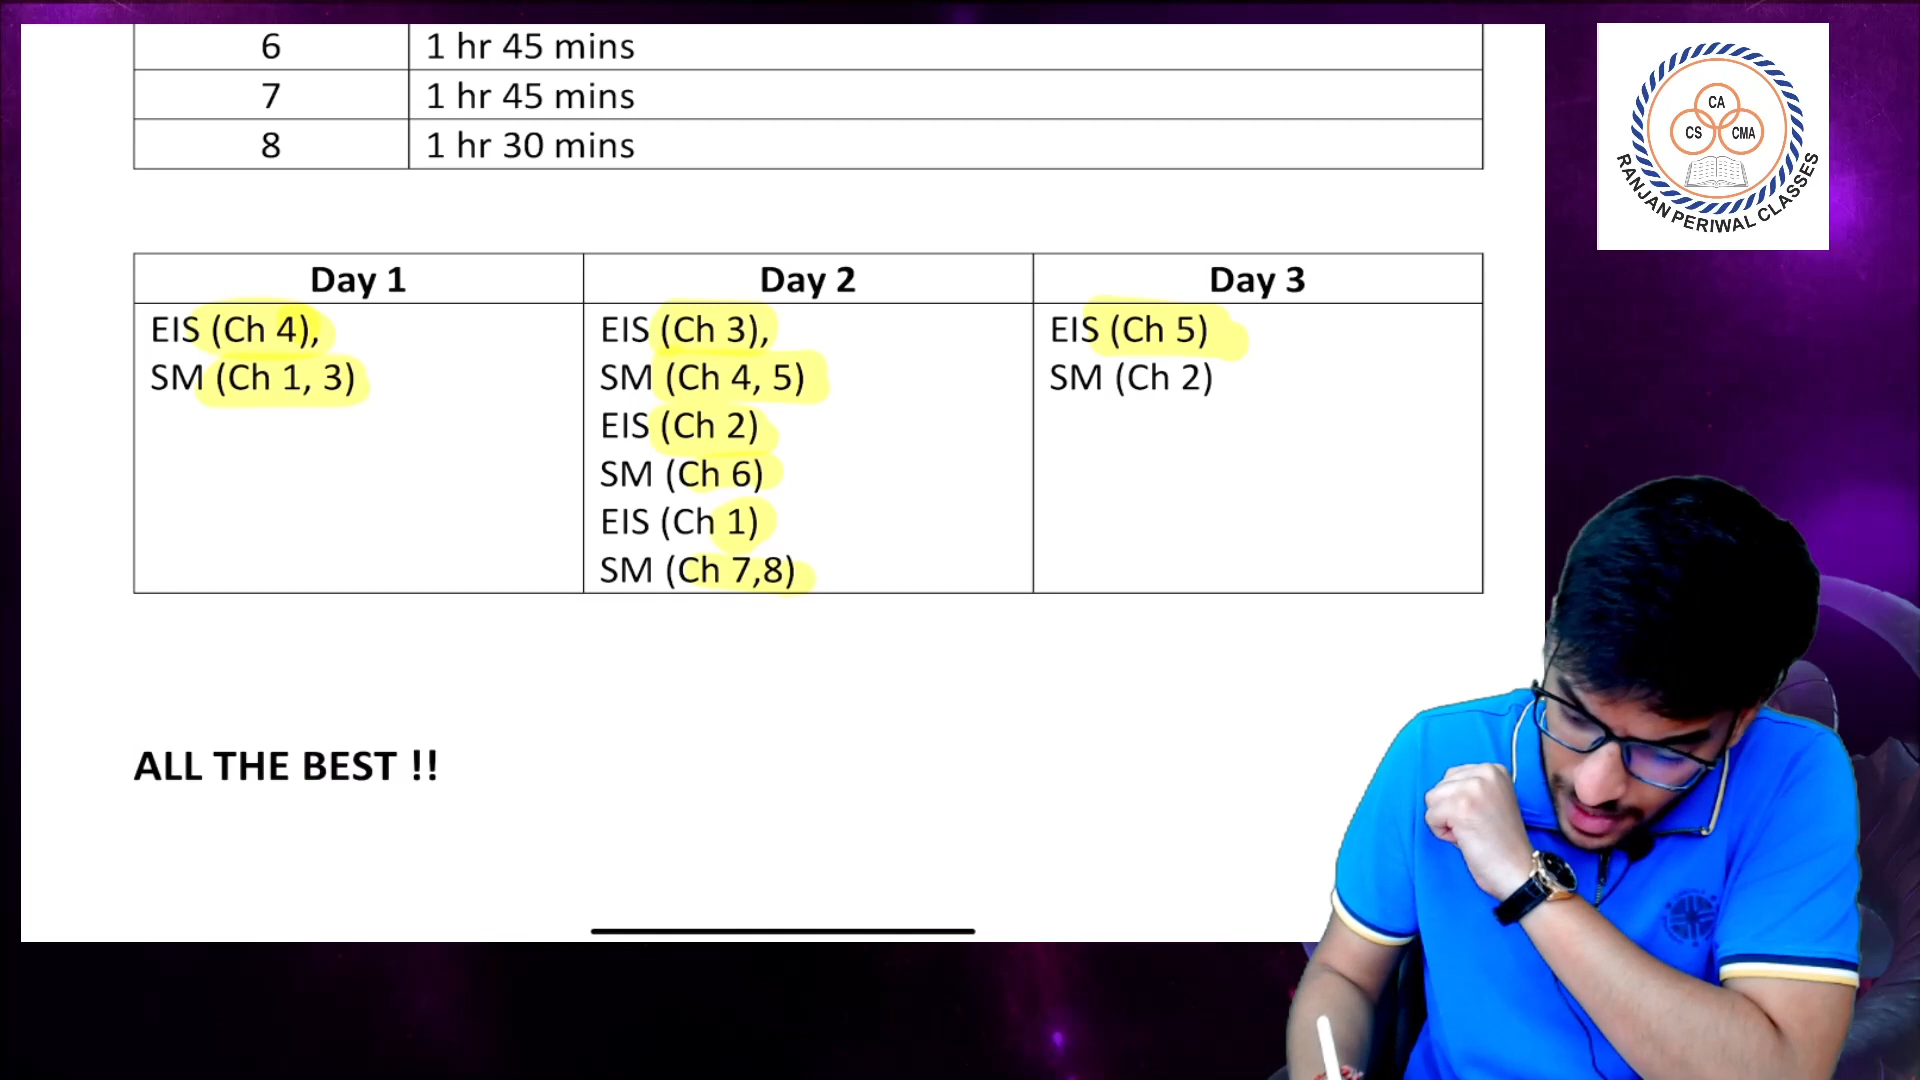 6 1 hr 45 mins
7 1 hr 45 mins
8 1 hr 30 mins
Day 1 Day 2 Day 3
EIS (Ch 4),
SM (Ch 1, 3)
EIS (Ch 3),
SM (Ch 4, 5)
EIS (Ch 2)
SM (Ch 6)
EIS (Ch 1)
SM (Ch 7,8)
EIS (Ch 5)
SM (Ch 2)
ALL THE BEST !!
CA
CS CMA
RANJAN PERIWAL CLASSES